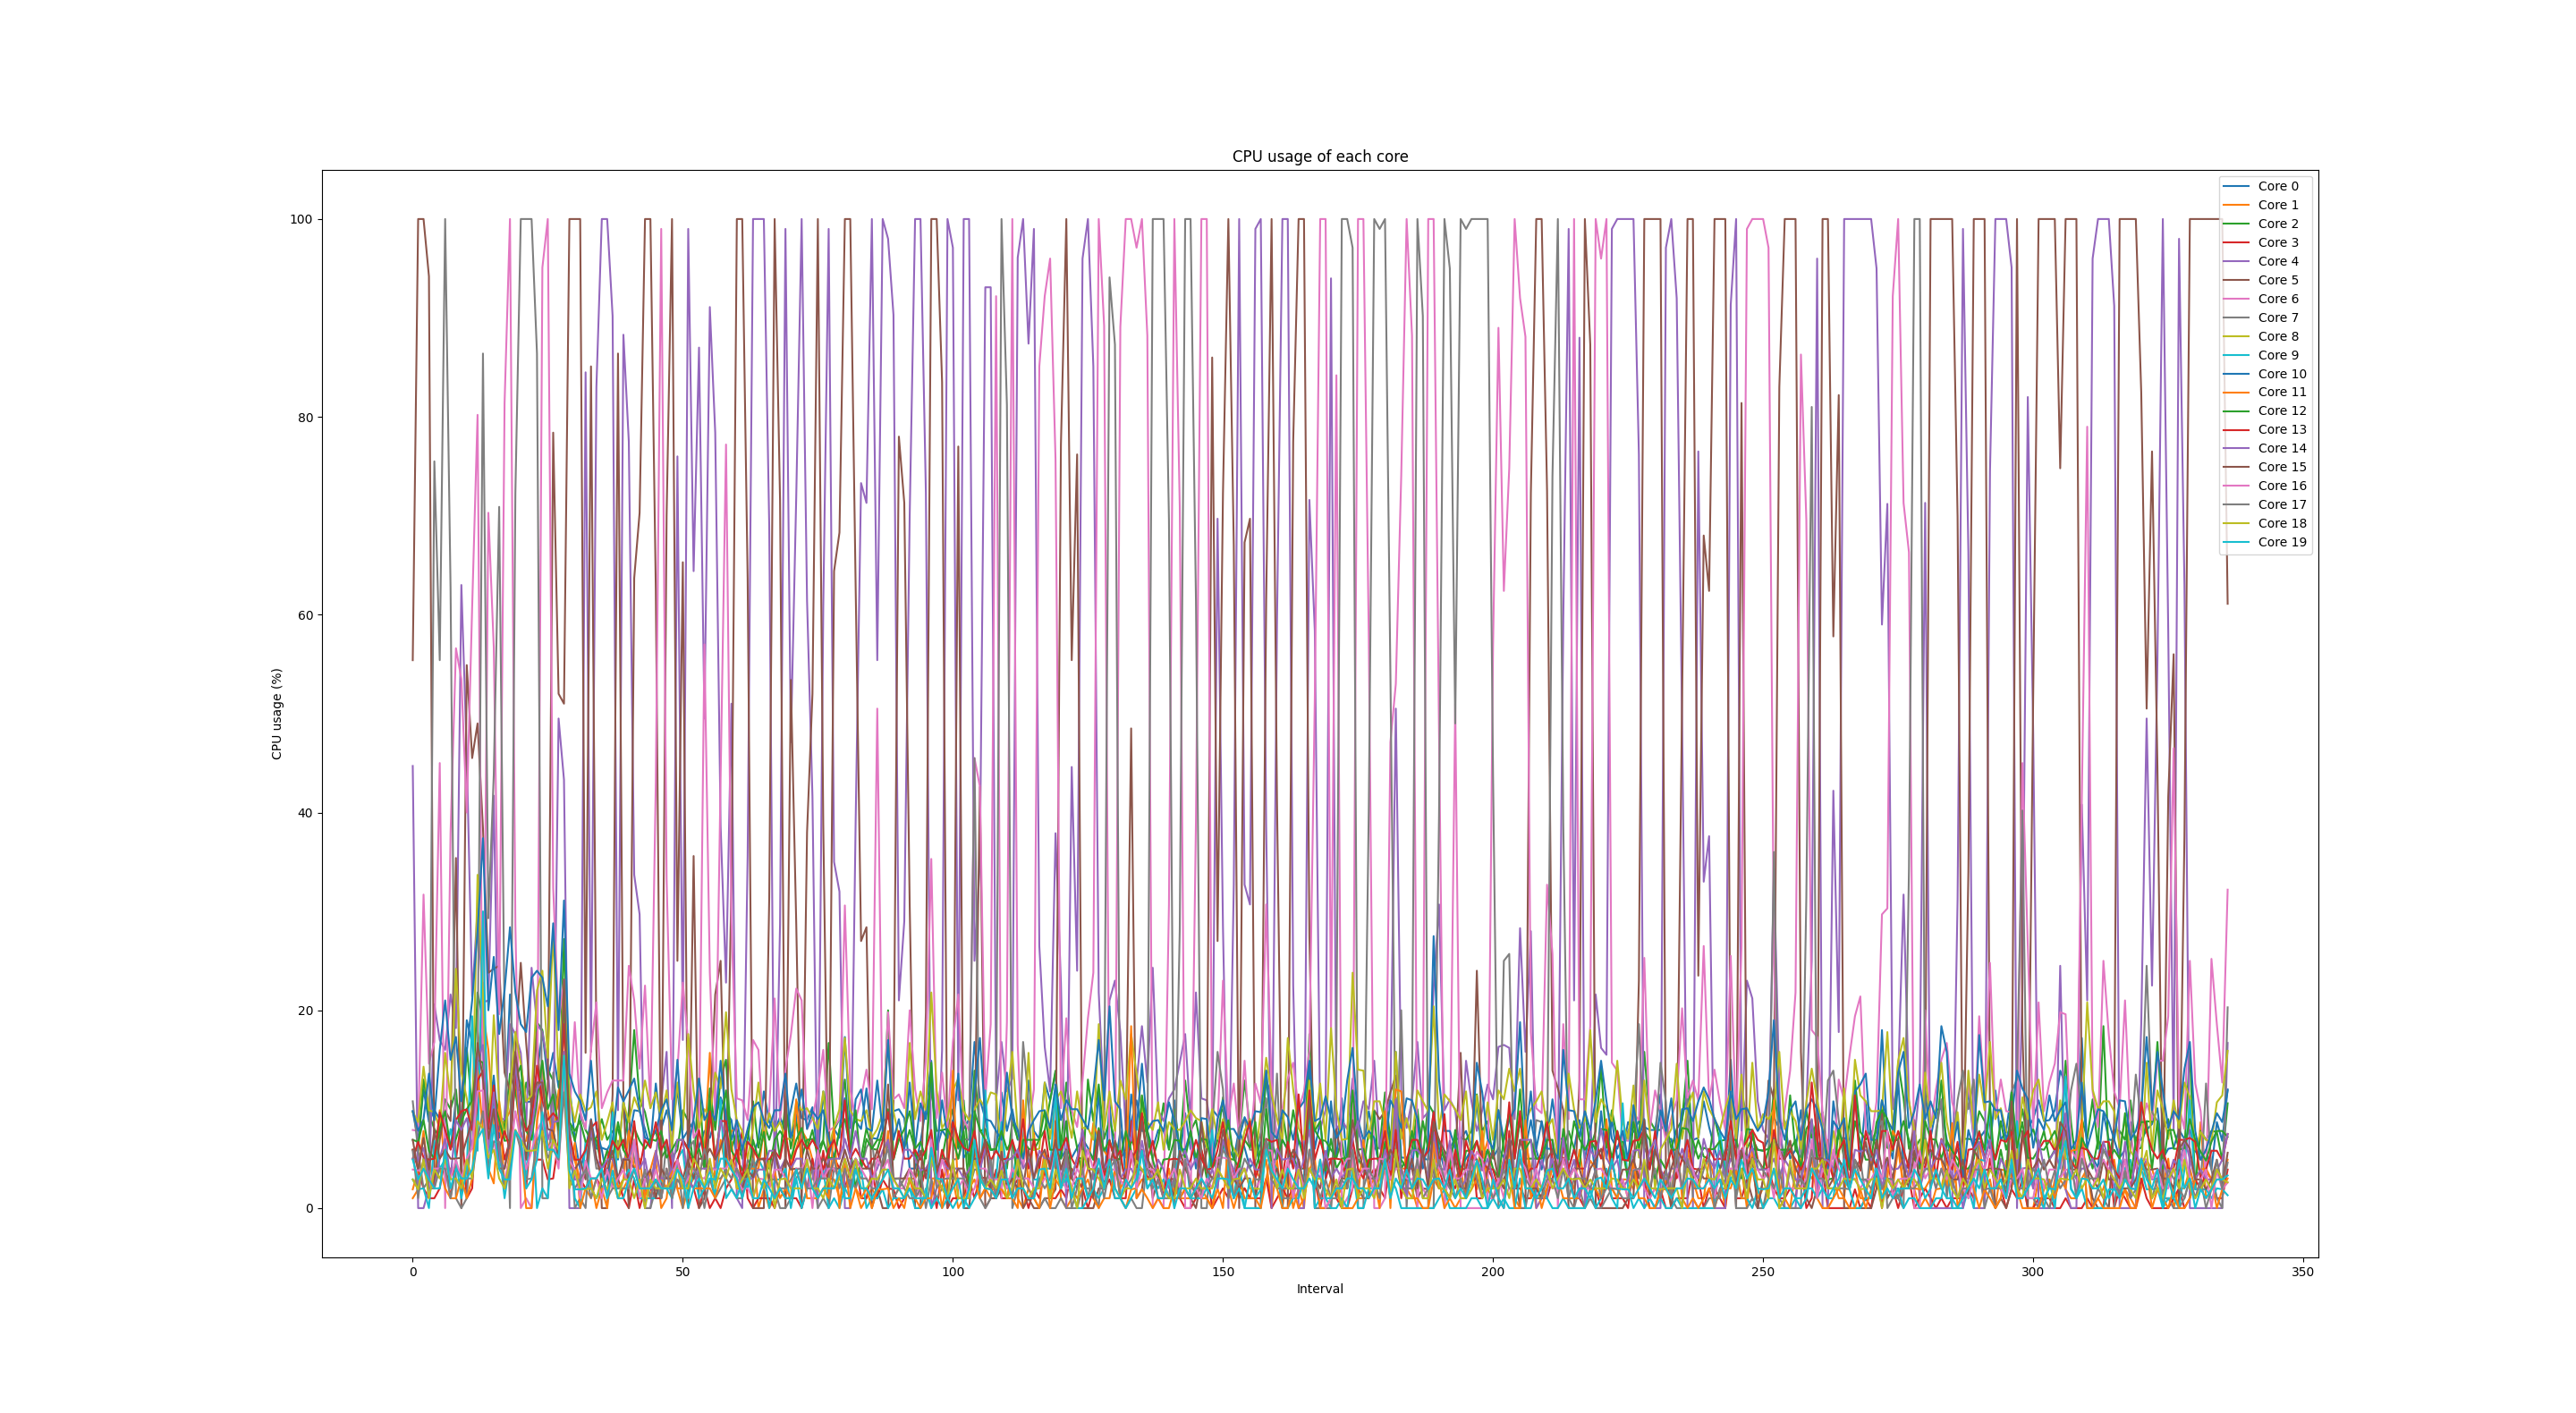 CPU usage of each core
100
80
60
40
20
0
CPU usage (%)
0
50
100
150
200
250
300
350
Interval
Core 0
Core 1
Core 2
Core 3
Core 4
Core 5
Core 6
Core 7
Core 8
Core 9
Core 10
Core 11
Core 12
Core 13
Core 14
Core 15
Core 16
Core 17
Core 18
Core 19